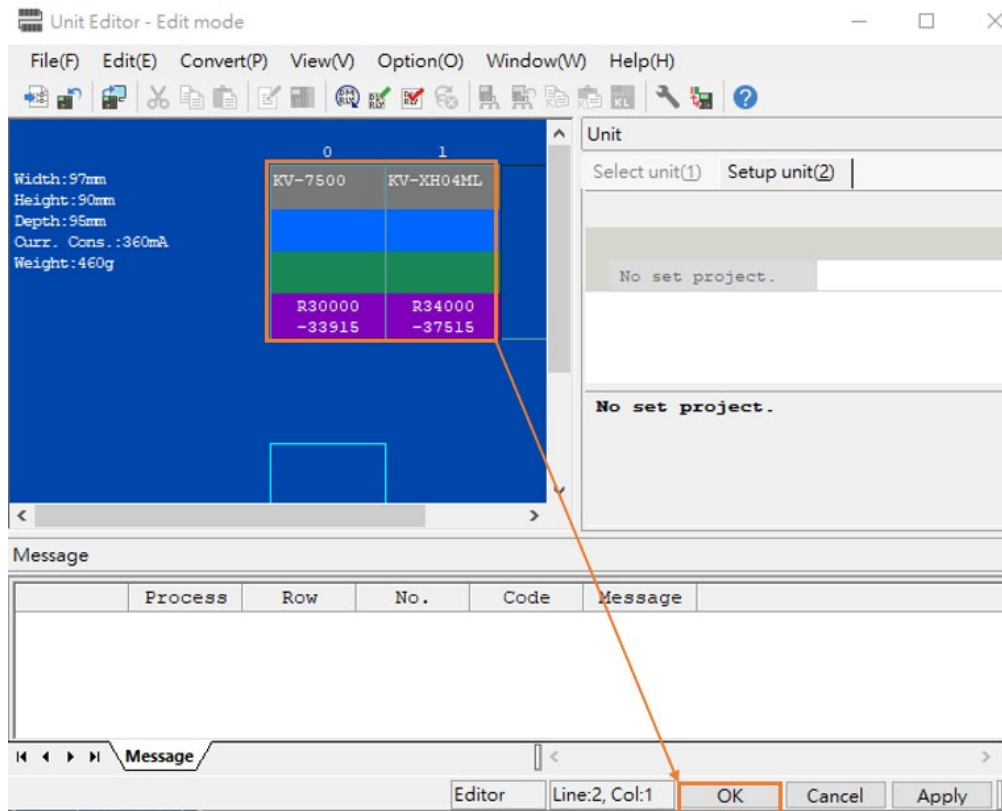 Unit Editor - Edit mode
File(F) Edit(E) Convert(P) View(V) Option(O) Window(W) Help(H)
Unit
Select unit(1) Setup unit(2)
0 1
Width:97mm
Height:90mm
Depth:95mm
Curr. Cons.:360mA
Weight:460g
KV-7500 KV-XH04ML
R30000 R34000
-33915 -37515
No set project.
No set project.
Message
Process Row No. Code Message
Message
Editor Line:2, Col:1 OK Cancel Apply